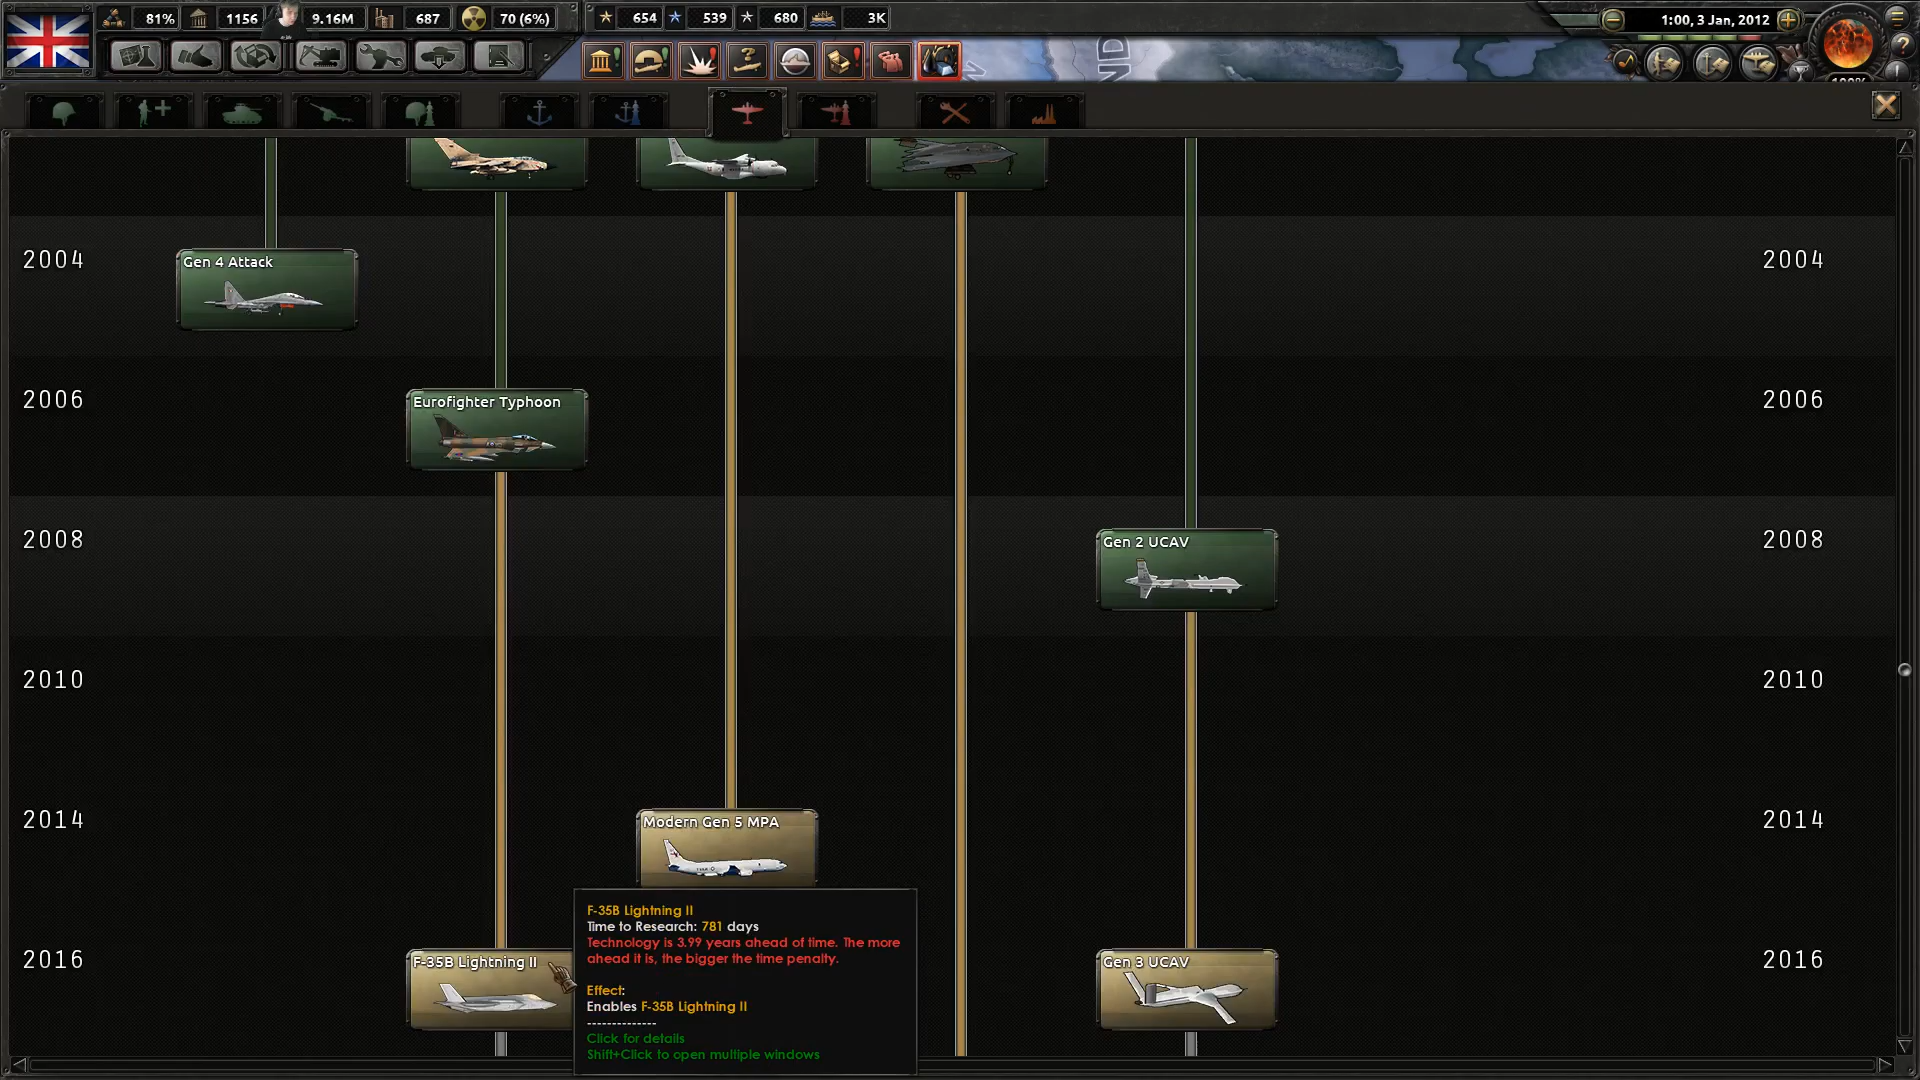 81%
1156
9.16M
687
70 (6%)
654
539
680
3K
1:00, 3 Jan, 2012
2004
Gen 4 Attack
2004
2006
Eurofighter Typhoon
2006
2008
Gen 2 UCAV
2008
2010
2010
2014
Modern Gen 5 MPA
2014
2016
F-35B Lightning II
Gen 3 UCAV
2016
F-35B Lightning II
Time to Research: 781 days
Technology is 3.99 years ahead of time. The more
ahead it is, the bigger the time penalty.
Effect:
Enables F-35B Lightning II
--------------
Click for details
Shift+Click to open multiple windows